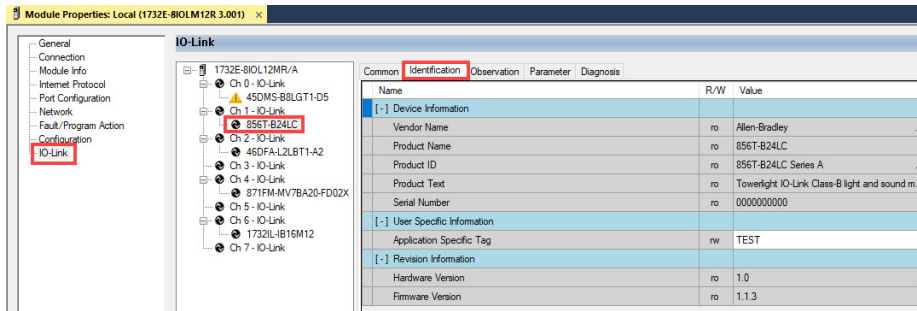 Module Properties: Local (1732E-8IOLM12R 3.001) ×
General
Connection
Module Info
Internet Protocol
Port Configuration
Network
Fault/Program Action
Configuration
IO-Link
IO-Link
1732E-8IOL12MR/A
Ch 0 - IO-Link
45DMS-B8LGT1-D5
Ch 1 - IO-Link
856T-B24LC
Ch 2 - IO-Link
46DFA-L2LBT1-A2
Ch 3 - IO-Link
Ch 4 - IO-Link
871FM-MV7BA20-FD02X
Ch 5 - IO-Link
Ch 6 - IO-Link
1732IL-IB16M12
Ch 7 - IO-Link
Common Identification Observation Parameter Diagnosis
Name R/W Value
[-] Device Information
Vendor Name ro Allen-Bradley
Product Name ro 856T-B24LC
Product ID ro 856T-B24LC Series A
Product Text ro Towerlight IO-Link Class-B light and sound m.
Serial Number ro 0000000000
[-] User Specific Information
Application Specific Tag rw TEST
[-] Revision Information
Hardware Version ro 1.0
Firmware Version ro 1.1.3